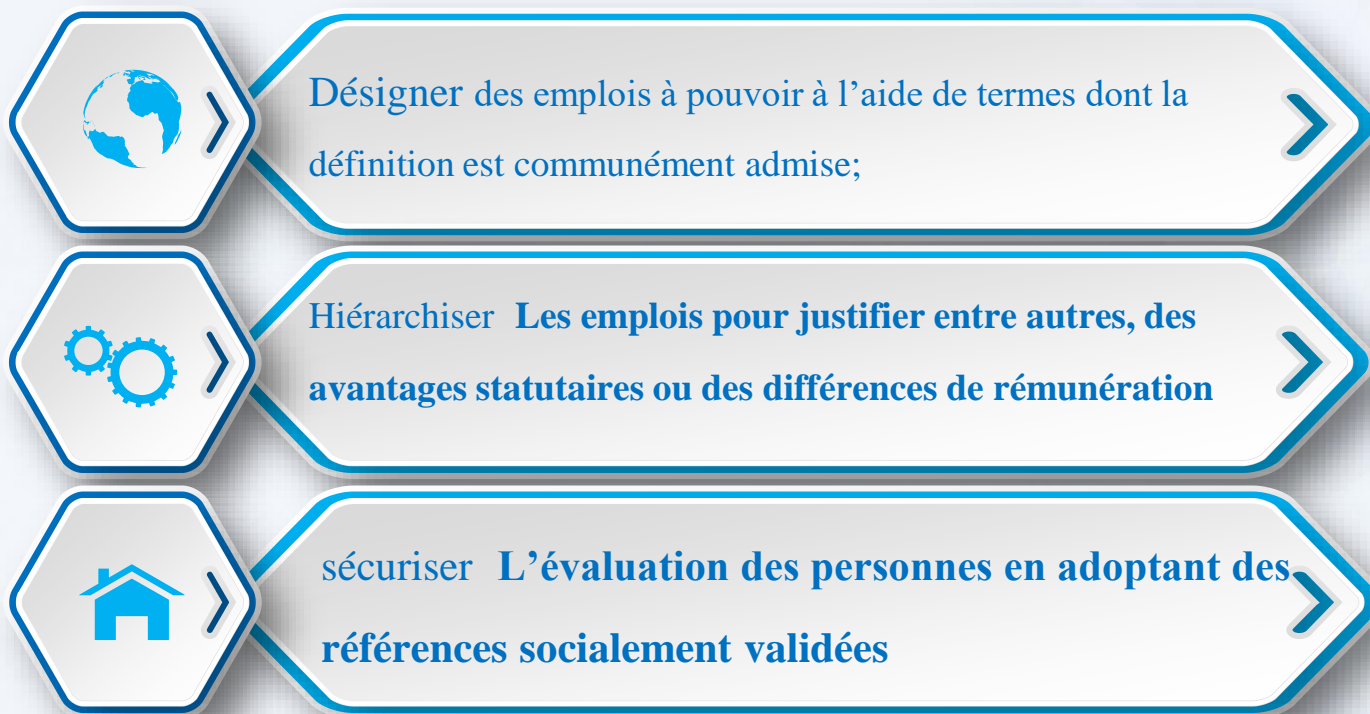 Désigner des emplois à pouvoir à l’aide de termes dont la
définition est communément admise;
Hiérarchiser Les emplois pour justifier entre autres, des
avantages statutaires ou des différences de rémunération
sécuriser L’évaluation des personnes en adoptant des
références socialement validées